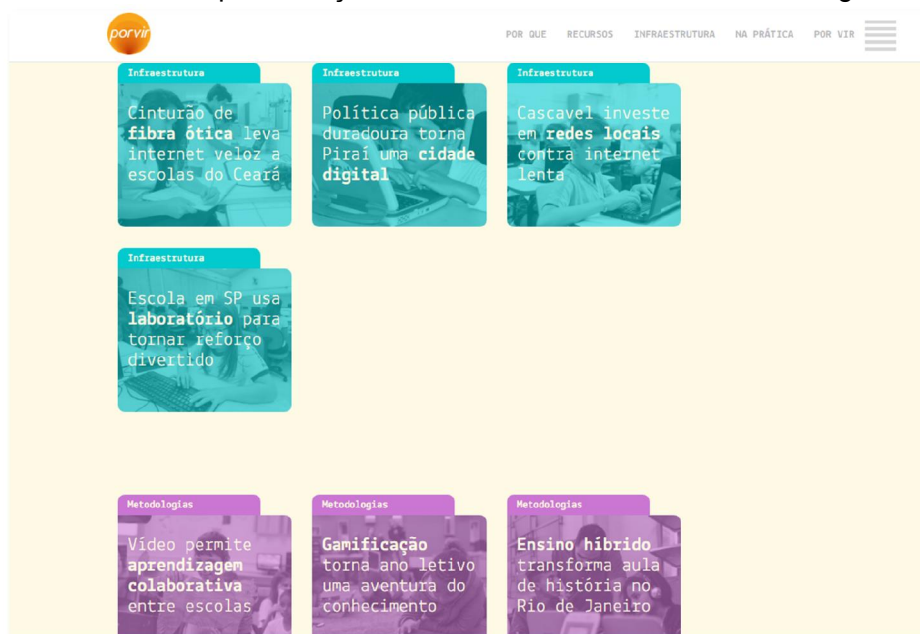 porvir
POR QUE RECURSOS INFRAESTRUTURA NA PRÁTICA POR VIR
Infraestrutura
Cinturão de
fibra ótica leva
internet veloz a
escolas do Ceará
Infraestrutura
Política pública
duradoura torna
Piraí uma cidade
digital
Infraestrutura
Cascavel investe
em redes locais
contra internet
lenta
Infraestrutura
Escola em SP usa
laboratório para
tornar reforço
divertido
Metodologias
Vídeo permite
aprendizagem
colaborativa
entre escolas
Metodologias
Gamificação
torna ano letivo
uma aventura do
conhecimento
Metodologias
Ensino híbrido
transforma aula
de história no
Rio de Janeiro